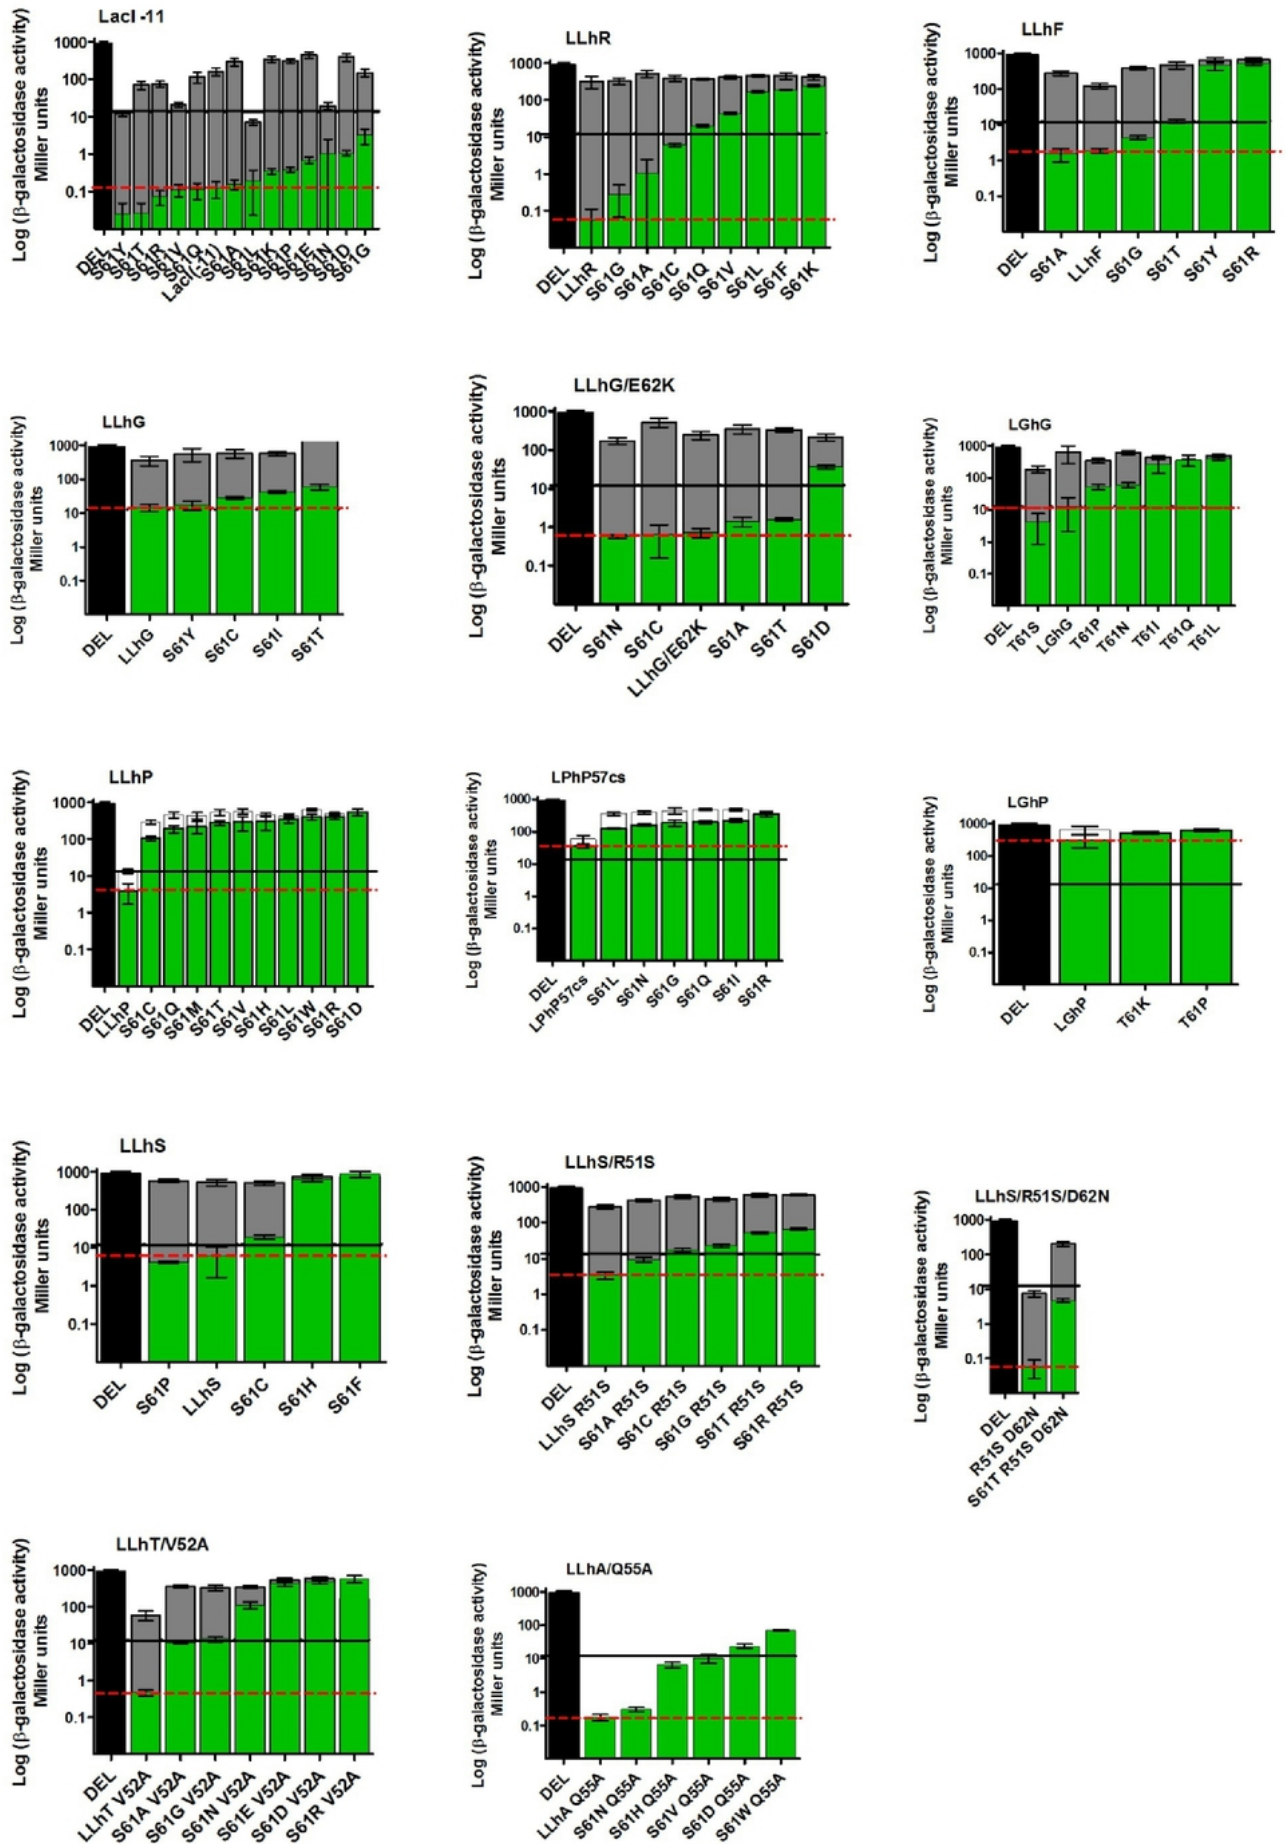 LacI -11
Log (β-galactosidase activity)
Miller units
1000
100
10
1
0.1
DEL
S61Y
S61T
S61R
S61V
S61Q
LacI(-11)
S61A
S61L
S61K
S61P
S61E
S61N
S61D
S61G
LLhR
Log (β-galactosidase activity)
Miller units
1000
100
10
1
0.1
DEL
LLhR
S61G
S61A
S61C
S61Q
S61V
S61L
S61F
S61K
LLhF
Log (β-galactosidase activity)
Miller units
1000
100
10
1
0.1
DEL
S61A
LLhF
S61G
S61T
S61Y
S61R
LLhG
Log (β-galactosidase activity)
Miller units
1000
100
10
1
0.1
DEL
LLhG
S61Y
S61C
S61I
S61T
LLhG/E62K
Log (β-galactosidase activity)
Miller units
1000
100
10
1
0.1
DEL
S61N
S61C
LLhG/E62K
S61A
S61T
S61D
LGhG
Log (β-galactosidase activity)
Miller units
1000
100
10
1
0.1
DEL
T61S
LGhG
T61P
T61N
T61I
T61Q
T61L
LLhP
Log (β-galactosidase activity)
Miller units
1000
100
10
1
0.1
DEL
LLhP
S61C
S61Q
S61M
S61T
S61V
S61H
S61L
S61W
S61R
S61D
LPhP57cs
Log (β-galactosidase activity)
Miller units
1000
100
10
1
0.1
DEL
LPhP57cs
S61L
S61N
S61G
S61Q
S61I
S61R
LGhP
Log (β-galactosidase activity)
Miller units
1000
100
10
1
0.1
DEL
LGhP
T61K
T61P
LLhS
Log (β-galactosidase activity)
Miller units
1000
100
10
1
0.1
DEL
S61P
LLhS
S61C
S61H
S61F
LLhS/R51S
Log (β-galactosidase activity)
Miller units
1000
100
10
1
0.1
DEL
LLhS R51S
S61A R51S
S61C R51S
S61G R51S
S61T R51S
S61R R51S
LLhS/R51S/D62N
Log (β-galactosidase activity)
Miller units
1000
100
10
1
0.1
DEL
R51S D62N
S61T R51S D62N
LLhT/V52A
Log (β-galactosidase activity)
Miller units
1000
100
10
1
0.1
DEL
LLhT V52A
S61A V52A
S61G V52A
S61N V52A
S61E V52A
S61D V52A
S61R V52A
LLhA/Q55A
Log (β-galactosidase activity)
Miller units
1000
100
10
1
0.1
DEL
LLhA Q55A
S61N Q55A
S61H Q55A
S61V Q55A
S61D Q55A
S61W Q55A